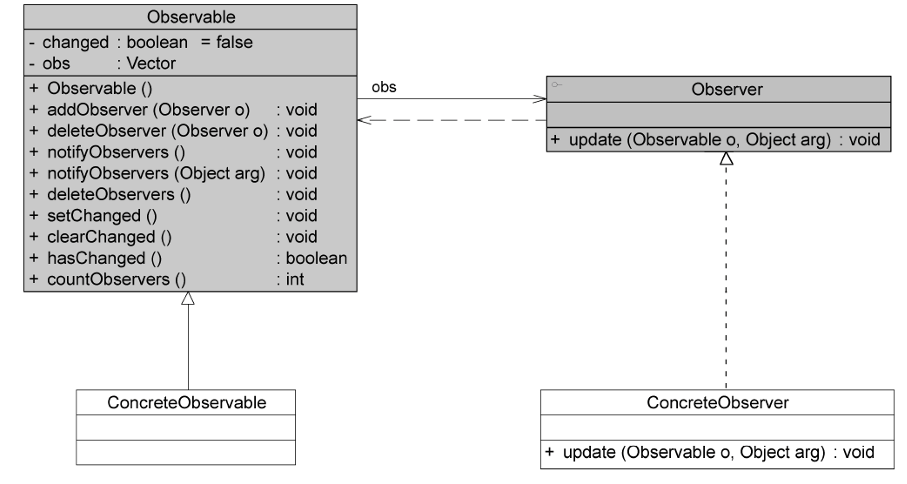 Observable
- changed : boolean = false
- obs : Vector
+ Observable ()
+ addObserver (Observer o) : void
+ deleteObserver (Observer o) : void
+ notifyObservers () : void
+ notifyObservers (Object arg) : void
+ deleteObservers () : void
+ setChanged () : void
+ clearChanged () : void
+ hasChanged () : boolean
+ countObservers () : int
obs
Observer
+ update (Observable o, Object arg) : void
ConcreteObservable
ConcreteObserver
+ update (Observable o, Object arg) : void